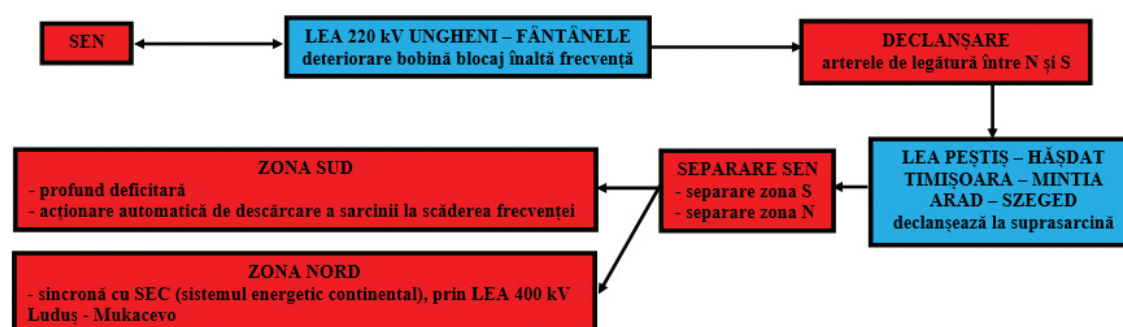 SEN
LEA 220 kV UNGHENI – FÂNTÂNELE
deteriorare bobină blocaj înaltă frecvență
DECLANȘARE
arterele de legătură între N și S
LEA PEȘTIȘ – HĂȘDAT
TIMIȘOARA – MINTIA
ARAD – SZEGED
declanșează la suprasarcină
SEPARARE SEN
- separare zona S
- separare zona N
ZONA SUD
- profund deficitară
- acționare automatică de descărcare a sarcinii la scăderea frecvenței
ZONA NORD
- sincronă cu SEC (sistemul energetic continental), prin LEA 400 kV
Luduș - Mukacevo